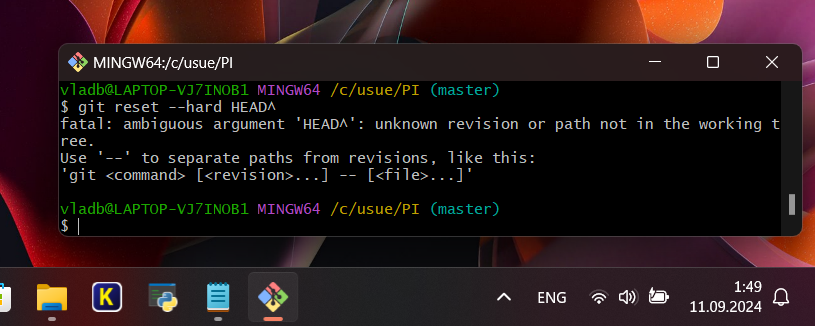 MINGW64:/c/usue/PI
vladb@LAPTOP-VJ7INOB1 MINGW64 /c/usue/PI (master)
$ git reset --hard HEAD^
fatal: ambiguous argument 'HEAD^': unknown revision or path not in the working t
ree.
Use '--' to separate paths from revisions, like this:
'git <command> [<revision>...] -- [<file>...]'
vladb@LAPTOP-VJ7INOB1 MINGW64 /c/usue/PI (master)
$
K
ENG
1:49
11.09.2024